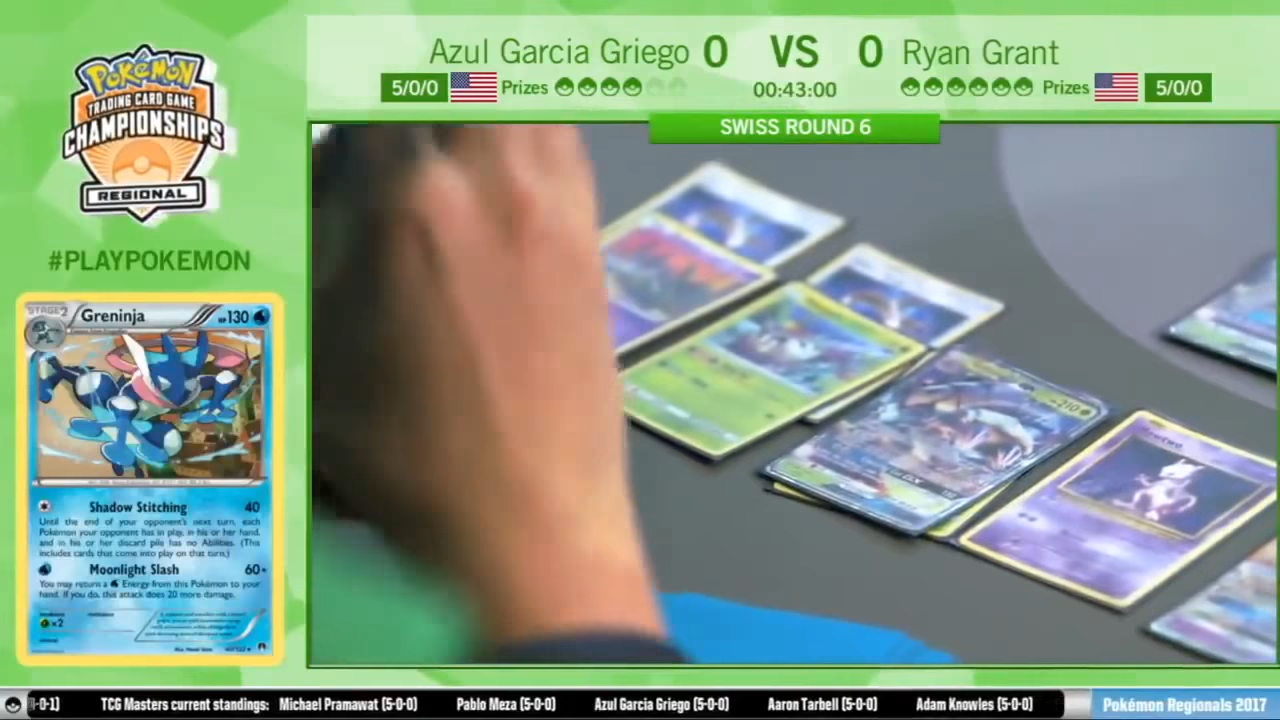 POKéMON
TRADING CARD GAME
CHAMPIONSHIPS
REGIONAL
#PLAYPOKEMON
Azul Garcia Griego 0 VS 0 Ryan Grant
5/0/0 Prizes 00:43:00 Prizes 5/0/0
SWISS ROUND 6
STAGE2 Greninja HP130
Shadow Stitching 40
Until the end of your opponent's next turn, each
Pokémon your opponent has in play, in his or her hand,
and in his or her discard pile has no Abilities. (This
includes cards that come into play on that turn.)
Moonlight Slash 60+
You may return a Energy from this Pokémon to your
hand. If you do, this attack does 20 more damage.
×2
210
Mewtwo
-0-1) TCG Masters current standings: Michael Pramawat (5-0-0) Pablo Meza (5-0-0) Azul Garcia Griego (5-0-0) Aaron Tarbell (5-0-0) Adam Knowles (5-0-0) Pokémon Regionals 2017